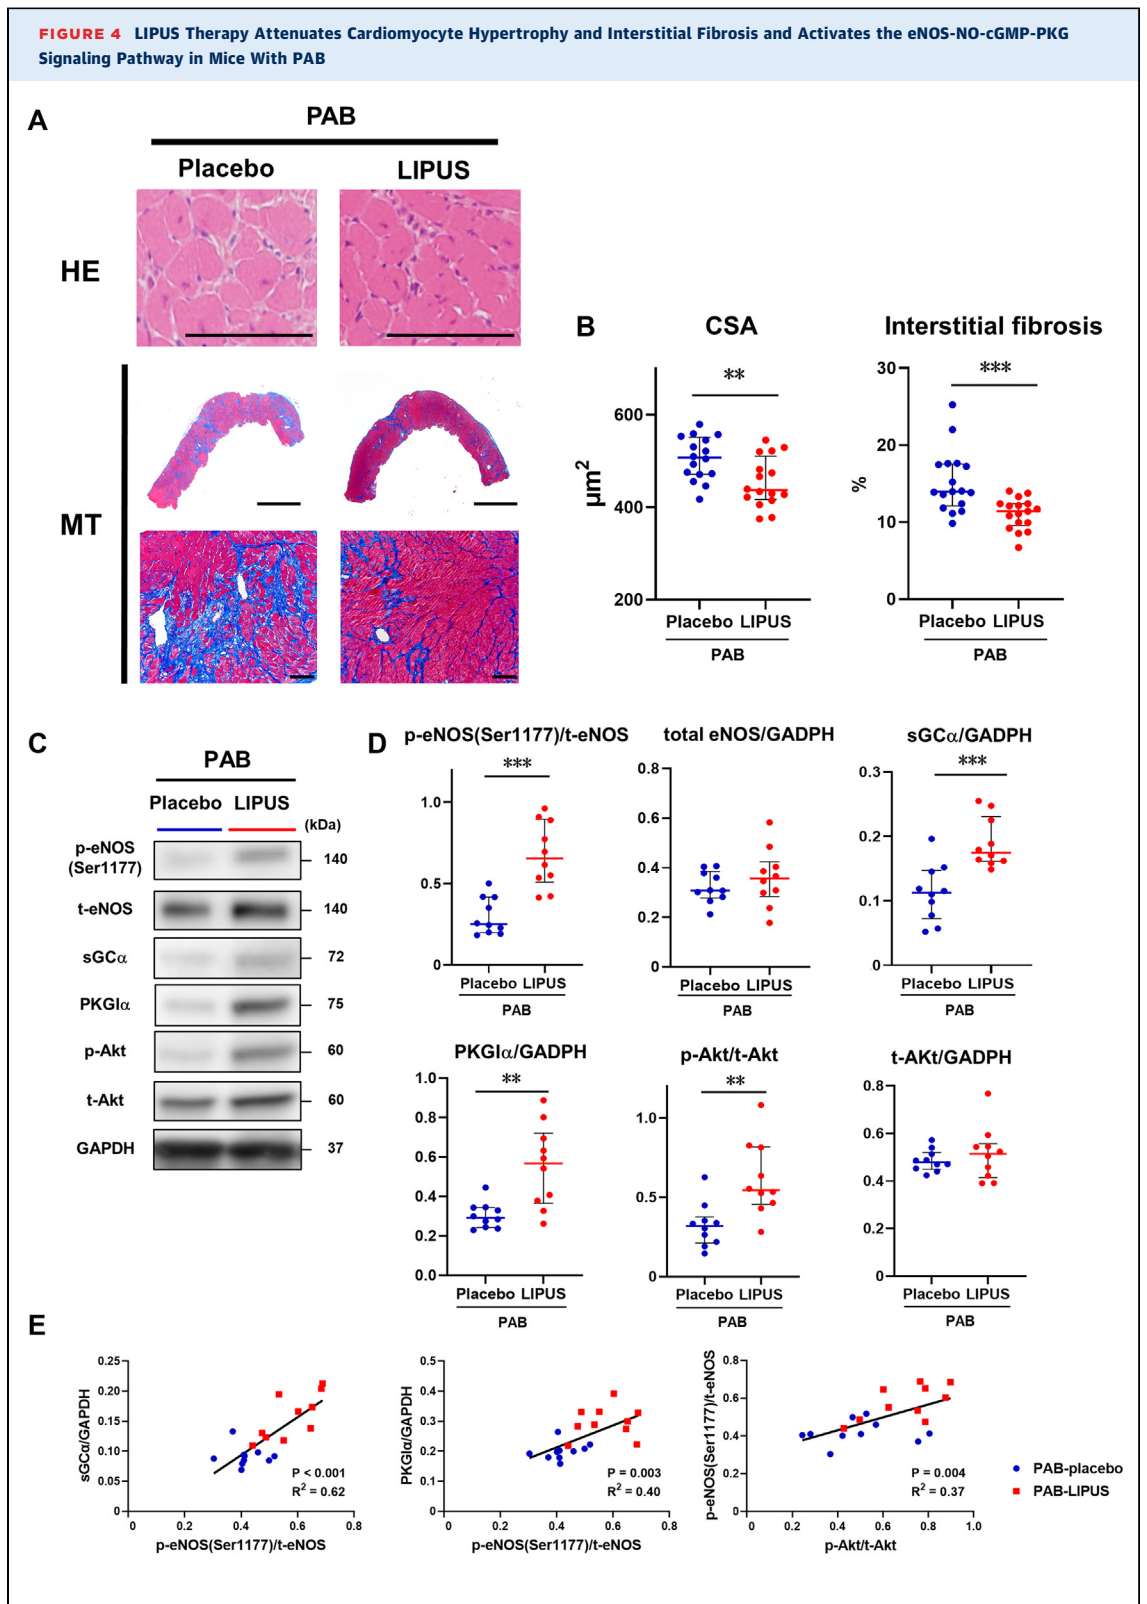 FIGURE 4 LIPUS Therapy Attenuates Cardiomyocyte Hypertrophy and Interstitial Fibrosis and Activates the eNOS-NO-cGMP-PKG
Signaling Pathway in Mice With PAB
A
PAB
Placebo LIPUS
HE
MT
B
CSA
**
600
400
200
µm²
Placebo LIPUS
PAB
Interstitial fibrosis
***
30
20
10
0
%
Placebo LIPUS
PAB
C
PAB
Placebo LIPUS
(kDa)
p-eNOS
(Ser1177)
140
t-eNOS
140
sGCα
72
PKGIα
75
p-Akt
60
t-Akt
60
GAPDH
37
D
p-eNOS(Ser1177)/t-eNOS
***
1.0
0.5
0
Placebo LIPUS
PAB
total eNOS/GADPH
0.8
0.6
0.4
0.2
0
Placebo LIPUS
PAB
sGCα/GADPH
***
0.3
0.2
0.1
0
Placebo LIPUS
PAB
PKGIα/GADPH
**
1.0
0.8
0.6
0.4
0.2
0.0
Placebo LIPUS
PAB
p-Akt/t-Akt
**
1.0
0.5
0
Placebo LIPUS
PAB
t-AKt/GADPH
0.8
0.6
0.4
0.2
0
Placebo LIPUS
PAB
E
sGCα/GAPDH
0.25
0.20
0.15
0.10
0.05
0
P < 0.001
R² = 0.62
0 0.2 0.4 0.6 0.8
p-eNOS(Ser1177)/t-eNOS
PKGIα/GAPDH
0.5
0.4
0.3
0.2
0.1
0
P = 0.003
R² = 0.40
0 0.2 0.4 0.6 0.8
p-eNOS(Ser1177)/t-eNOS
p-eNOS(Ser1177)/t-eNOS
0.8
0.6
0.4
0.2
0
P = 0.004
R² = 0.37
0 0.2 0.4 0.6 0.8 1.0
p-Akt/t-Akt
PAB-placebo
PAB-LIPUS